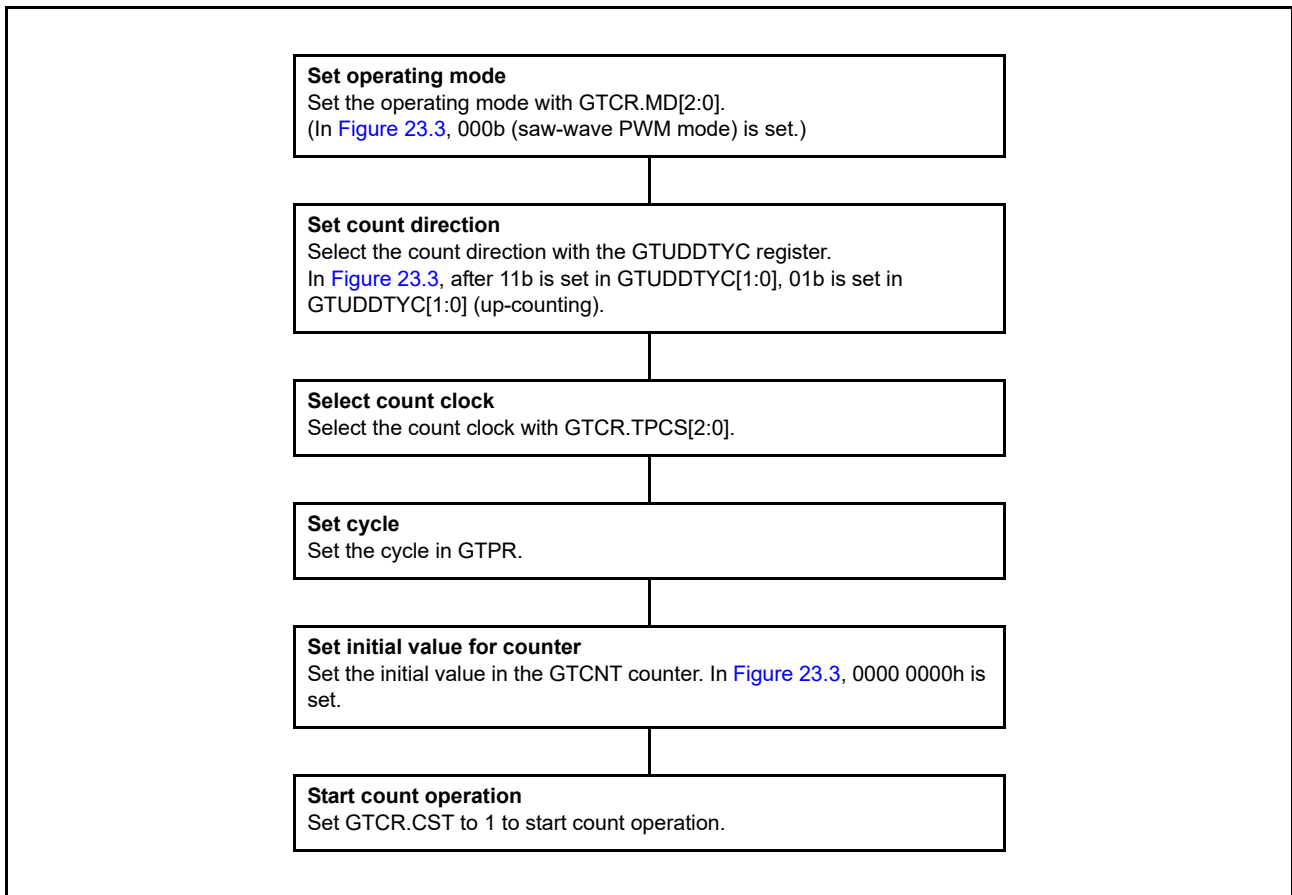 Set operating mode
Set the operating mode with GTCR.MD[2:0].
(In Figure 23.3, 000b (saw-wave PWM mode) is set.)
Set count direction
Select the count direction with the GTUDDTYC register.
In Figure 23.3, after 11b is set in GTUDDTYC[1:0], 01b is set in
GTUDDTYC[1:0] (up-counting).
Select count clock
Select the count clock with GTCR.TPCS[2:0].
Set cycle
Set the cycle in GTPR.
Set initial value for counter
Set the initial value in the GTCNT counter. In Figure 23.3, 0000 0000h is
set.
Start count operation
Set GTCR.CST to 1 to start count operation.